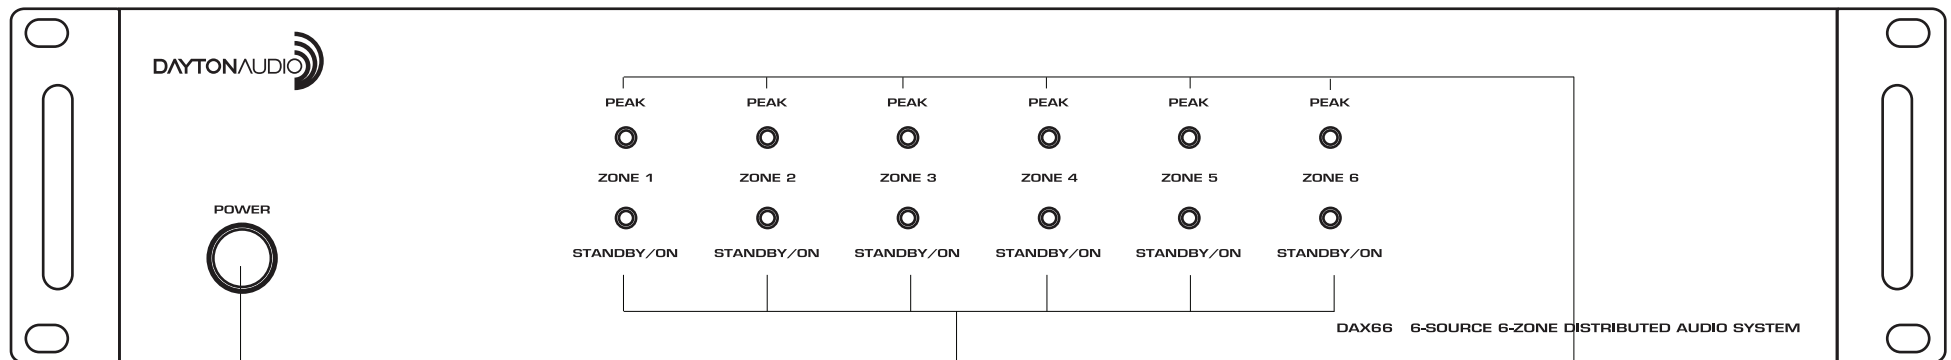 DAYTONAUDIO
PEAK PEAK PEAK PEAK PEAK PEAK
ZONE 1 ZONE 2 ZONE 3 ZONE 4 ZONE 5 ZONE 6
POWER
STANDBY/ON STANDBY/ON STANDBY/ON STANDBY/ON STANDBY/ON STANDBY/ON
DAX66 6-SOURCE 6-ZONE DISTRIBUTED AUDIO SYSTEM